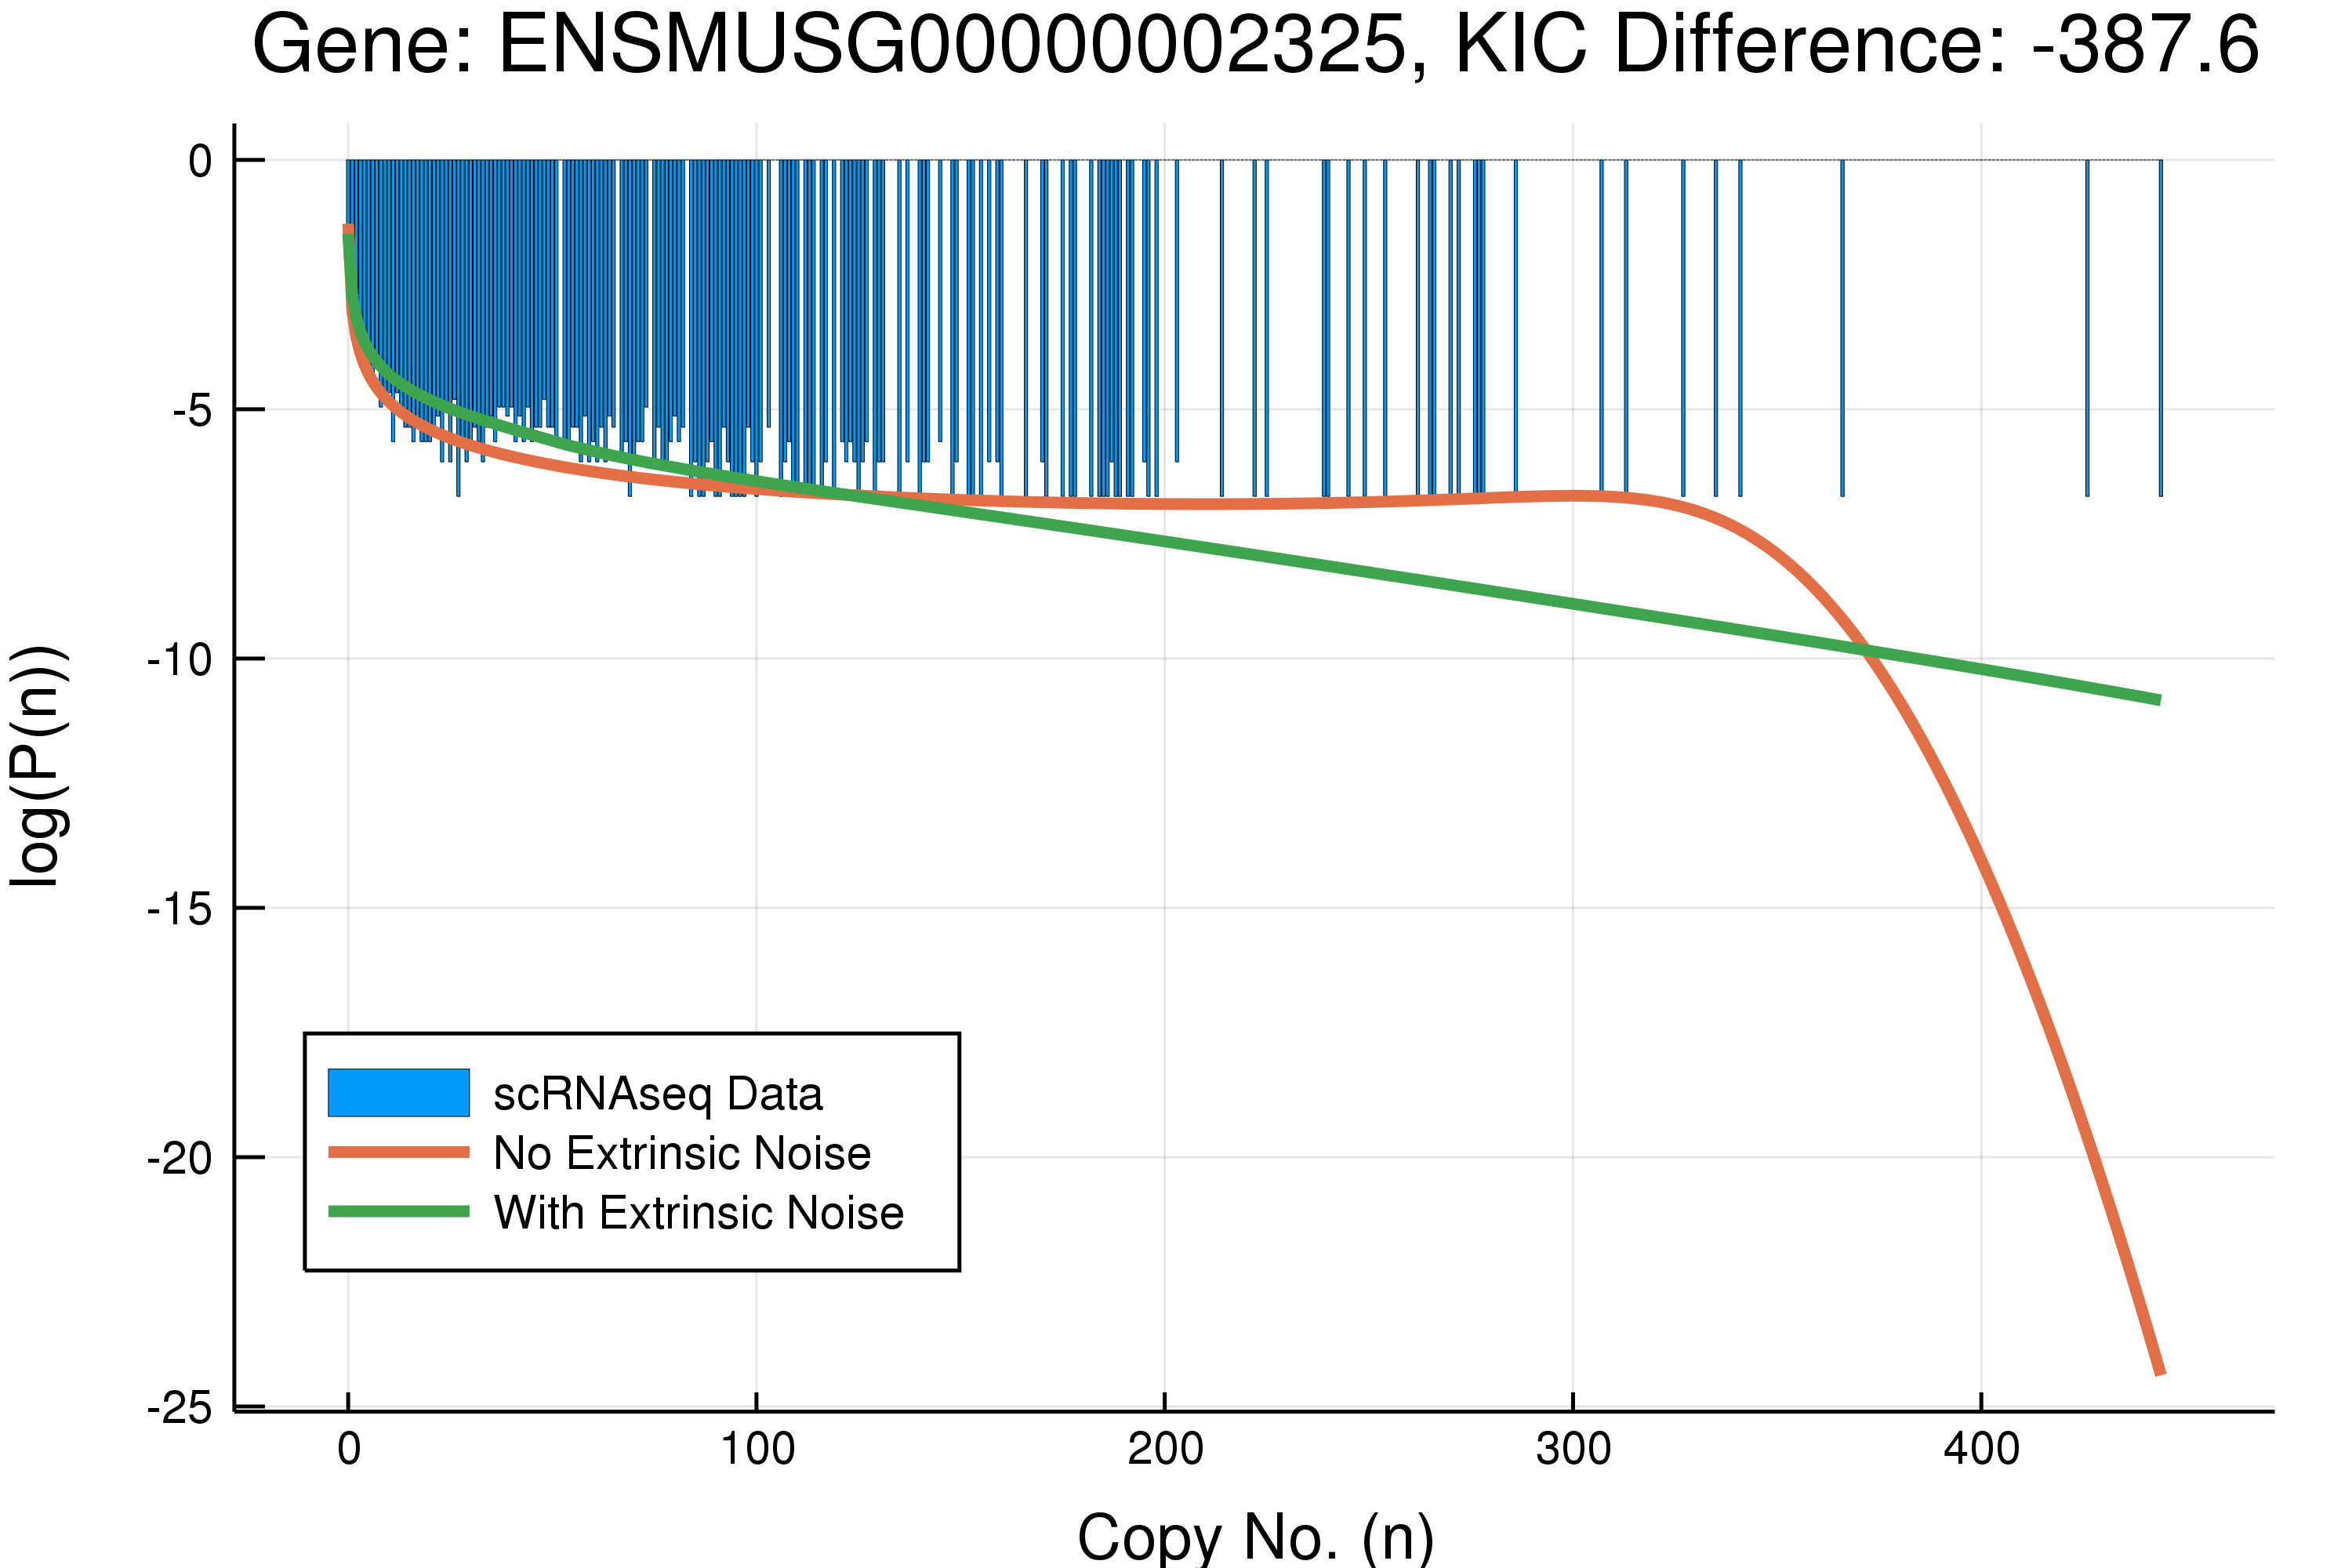 Gene: ENSMUSG00000002325, KIC Difference: -387.6
0
-5
-10
-15
-20
-25
log(P(n))
scRNAseq Data
No Extrinsic Noise
With Extrinsic Noise
0 100 200 300 400
Copy No. (n)